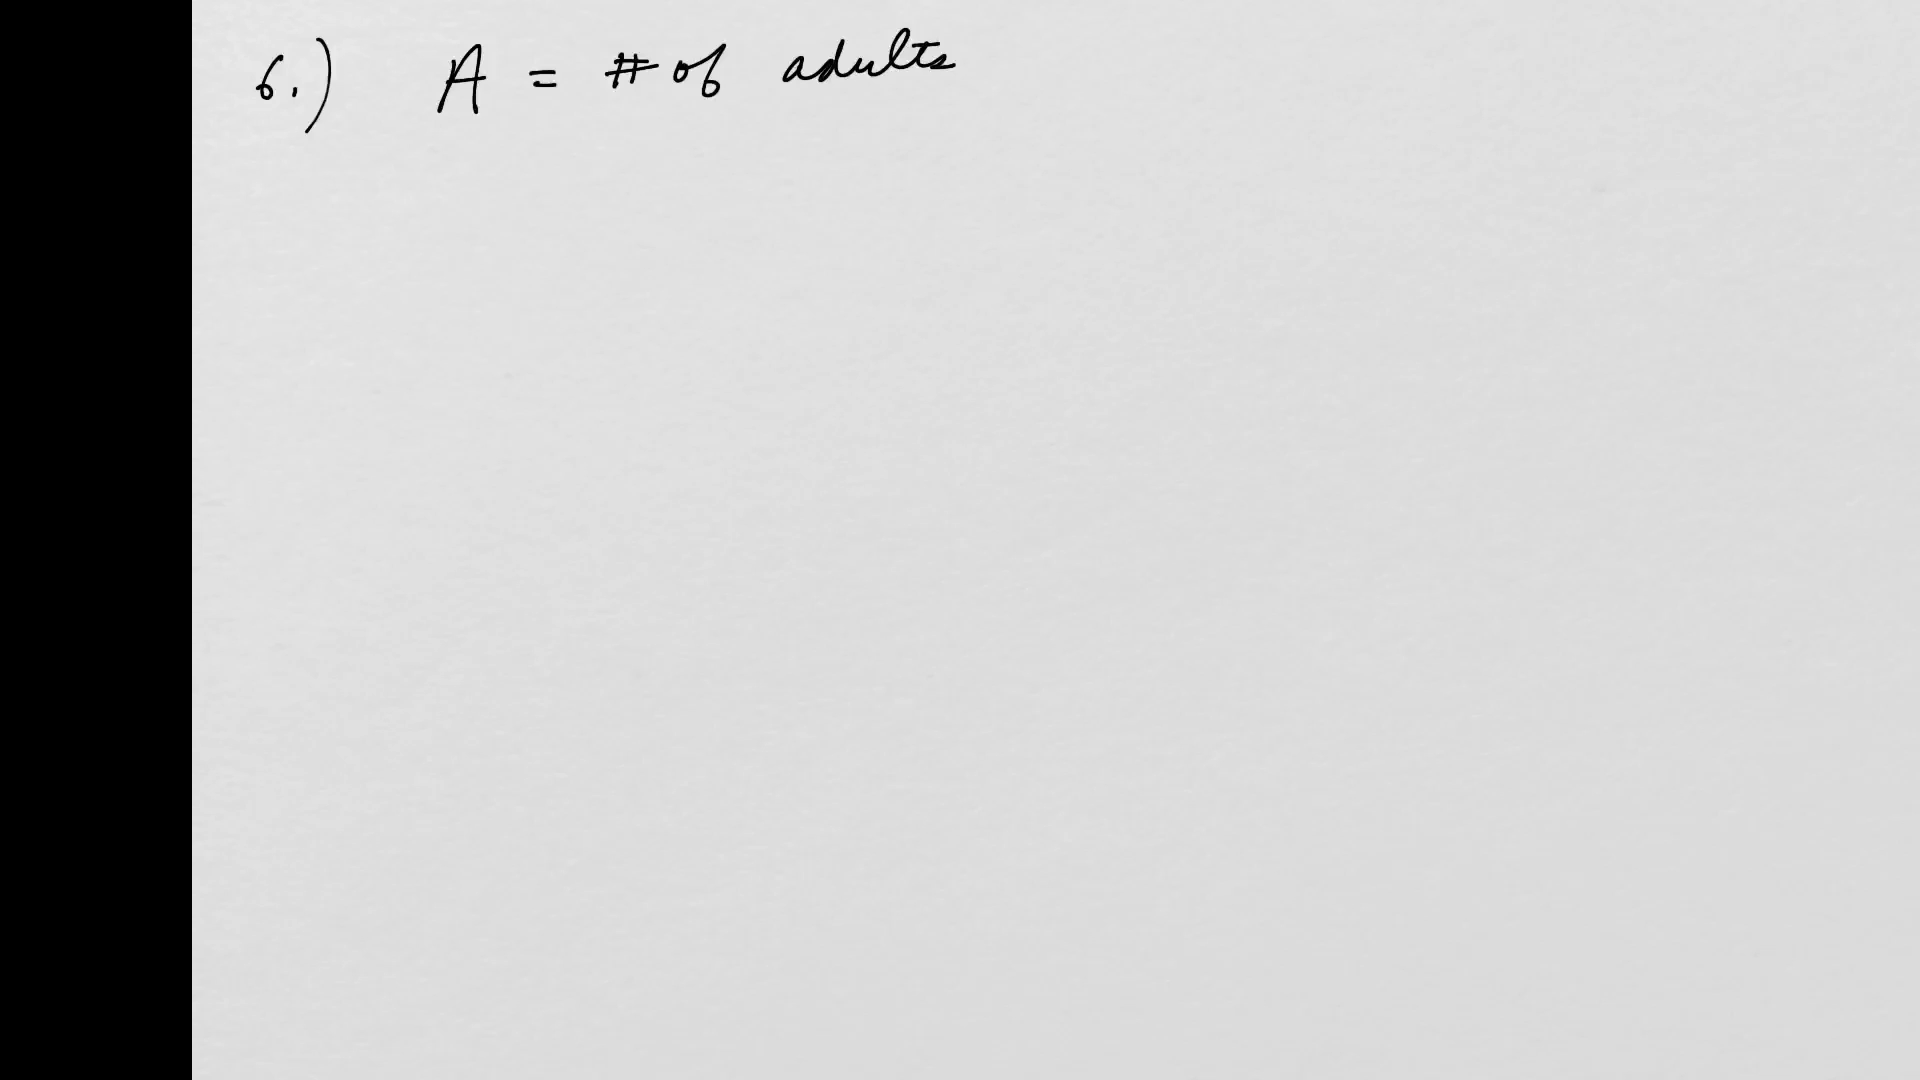 6.) A = # of adults